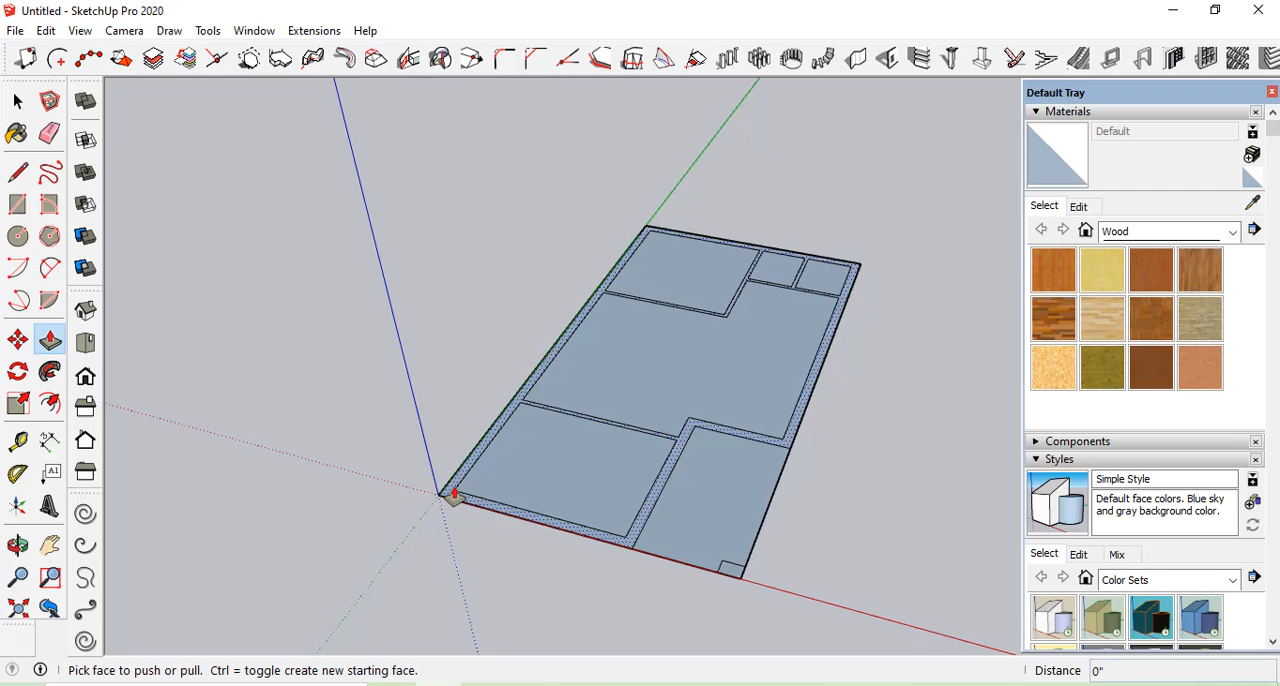 Untitled - SketchUp Pro 2020
File Edit View Camera Draw Tools Window Extensions Help
Default Tray
Materials
Default
Select Edit
Wood
Components
Styles
Simple Style
Default face colors. Blue sky
and gray background color.
Select Edit Mix
Color Sets
AI
Pick face to push or pull. Ctrl = toggle create new starting face.
Distance 0"